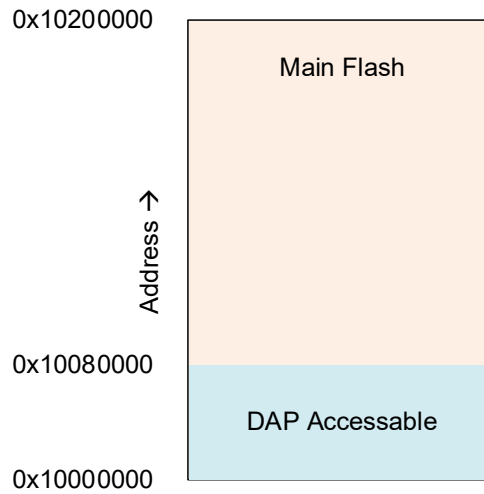 0x10200000
Main Flash
Address →
0x10080000
DAP Accessable
0x10000000